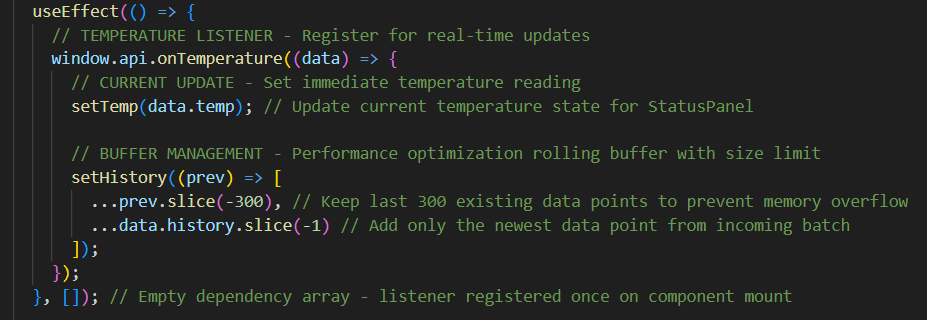 useEffect(() => {
// TEMPERATURE LISTENER - Register for real-time updates
window.api.onTemperature((data) => {
// CURRENT UPDATE - Set immediate temperature reading
setTemp(data.temp); // Update current temperature state for StatusPanel
// BUFFER MANAGEMENT - Performance optimization rolling buffer with size limit
setHistory((prev) => [
...prev.slice(-300), // Keep last 300 existing data points to prevent memory overflow
...data.history.slice(-1) // Add only the newest data point from incoming batch
]);
});
}, []); // Empty dependency array - listener registered once on component mount